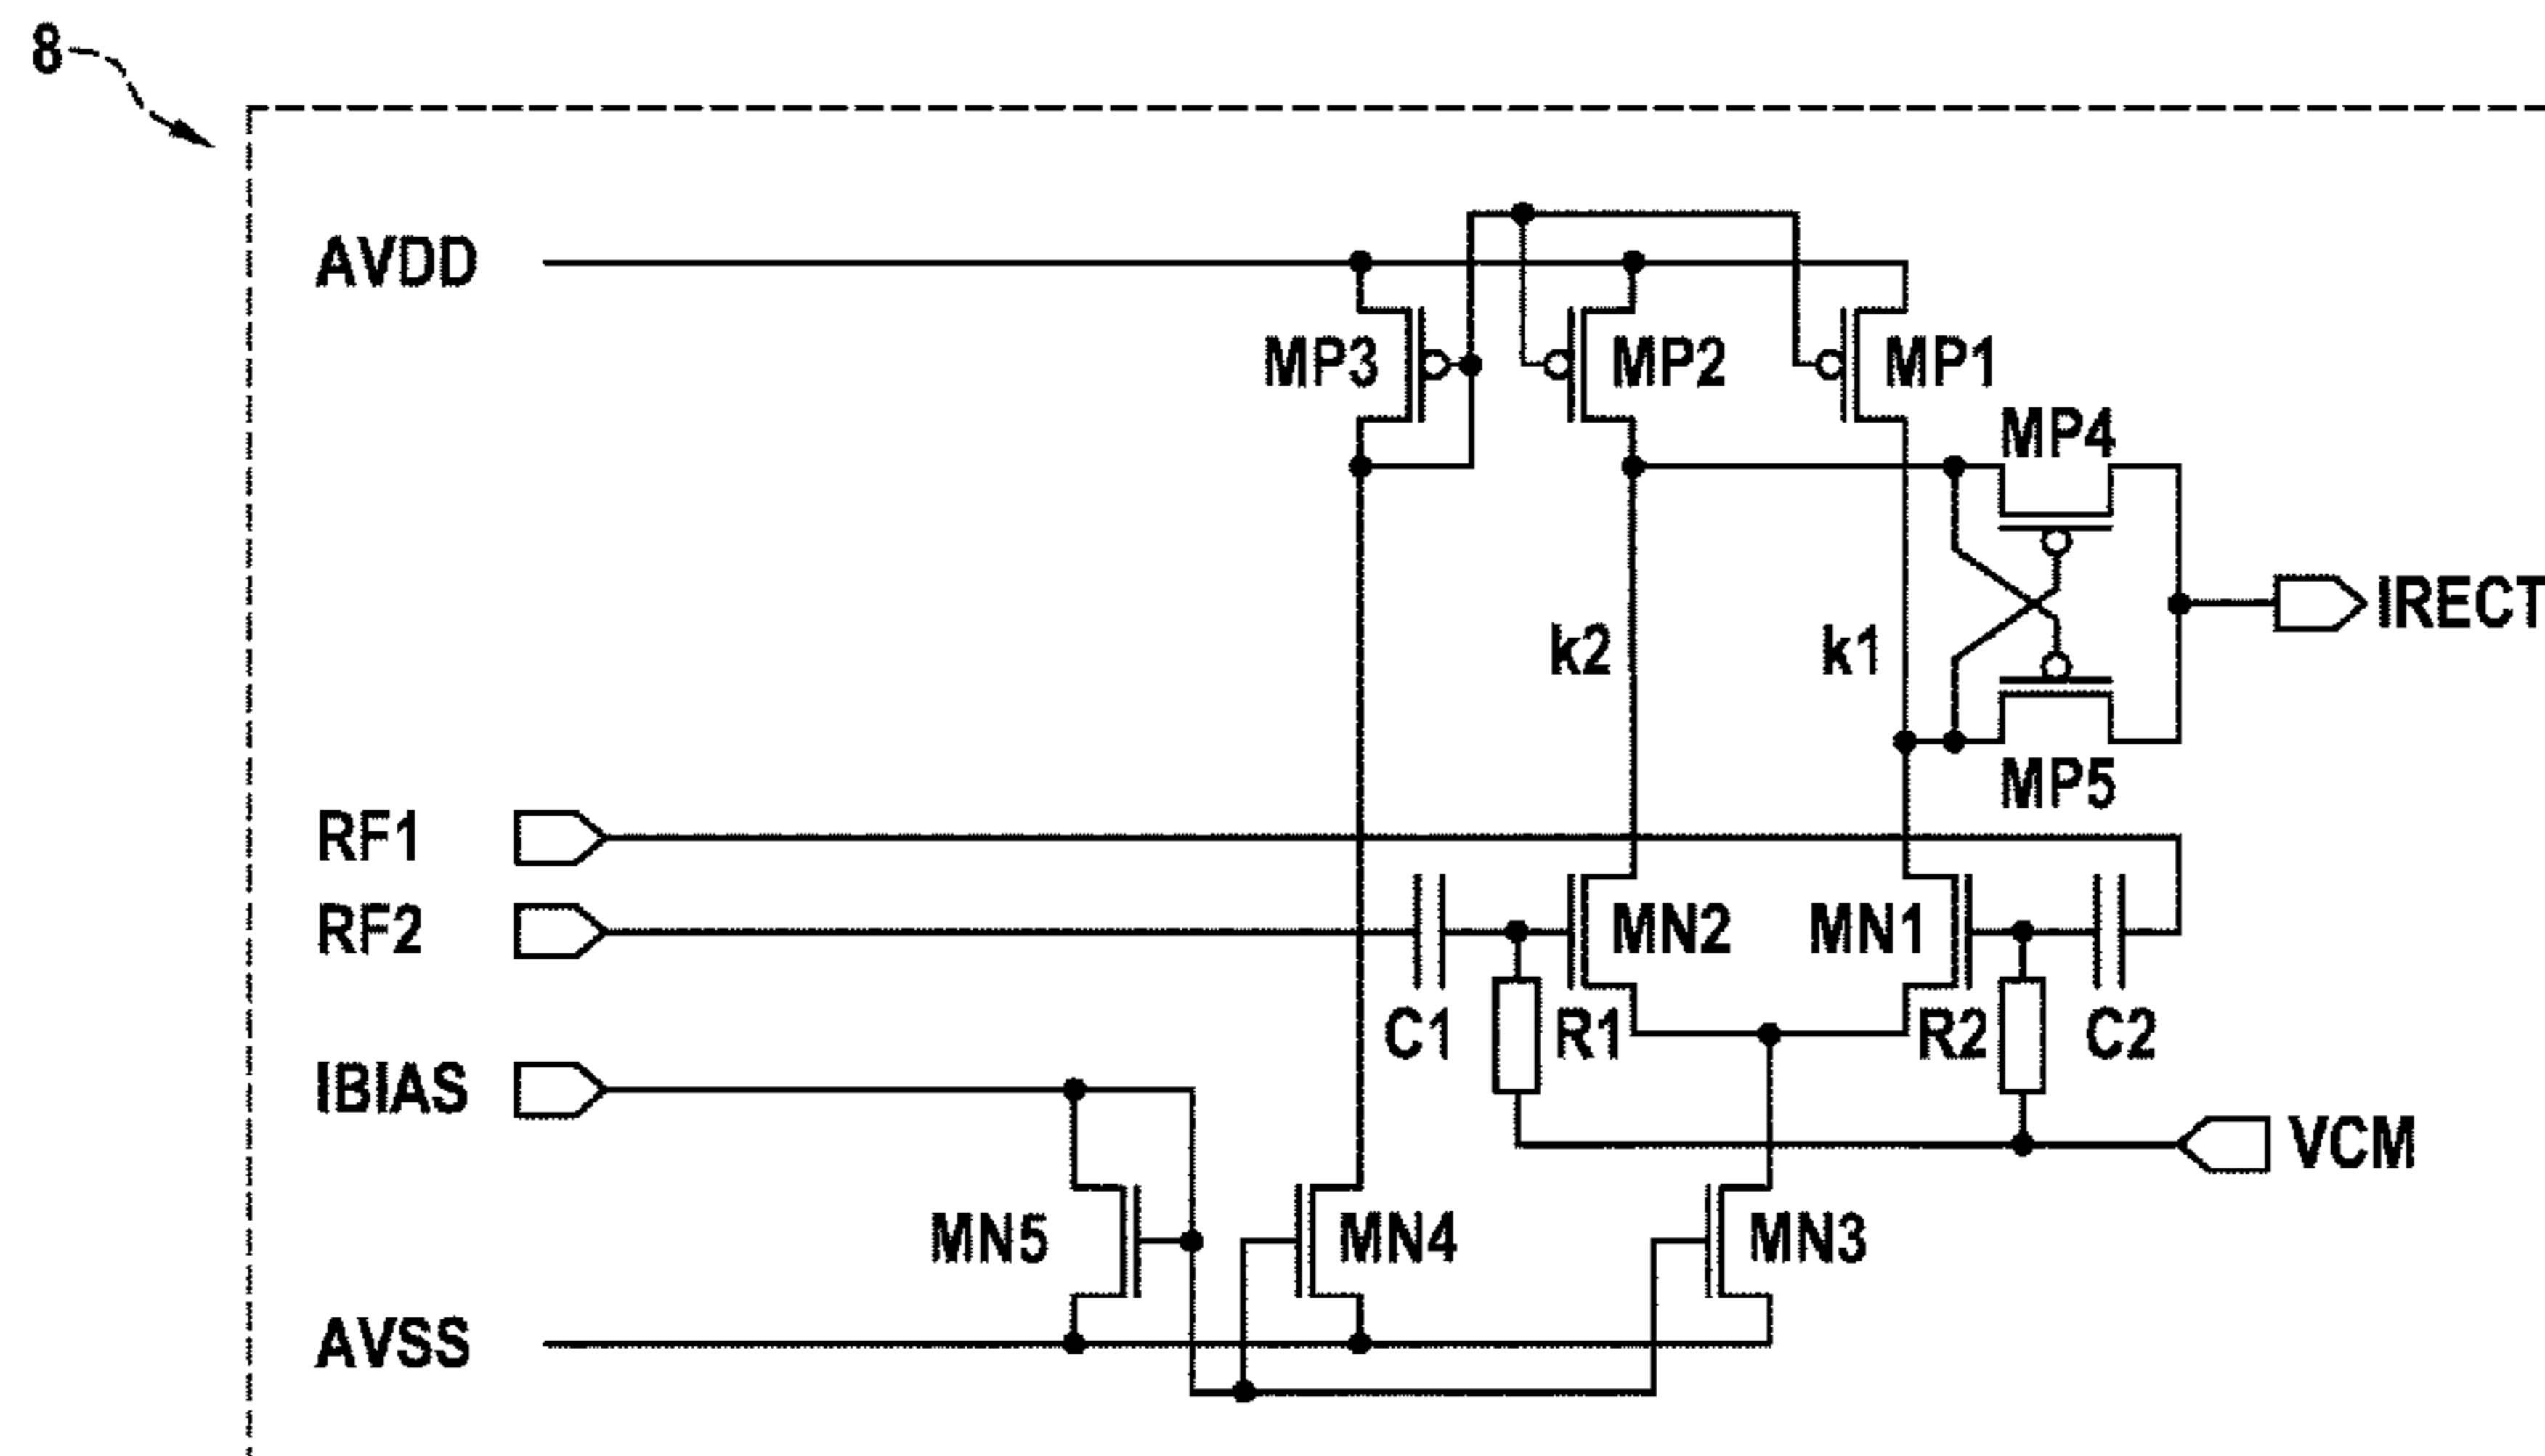 8
AVDD
MP3
MP2
MP1
MP4
IRECT
k2
k1
MP5
RF1
RF2
MN2
MN1
C1
R1
R2
C2
IBIAS
VCM
MN5
MN4
MN3
AVSS